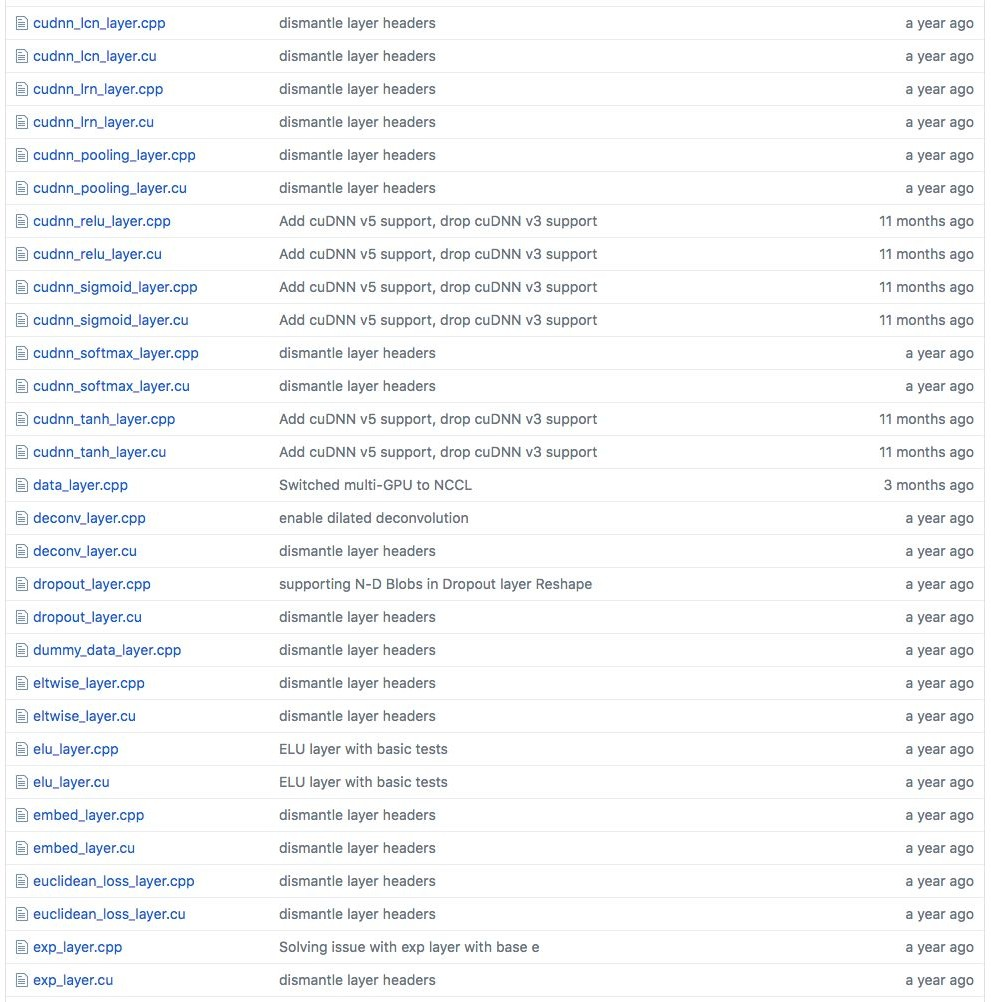 cudnn_lcn_layer.cpp dismantle layer headers a year ago
cudnn_lcn_layer.cu dismantle layer headers a year ago
cudnn_lrn_layer.cpp dismantle layer headers a year ago
cudnn_lrn_layer.cu dismantle layer headers a year ago
cudnn_pooling_layer.cpp dismantle layer headers a year ago
cudnn_pooling_layer.cu dismantle layer headers a year ago
cudnn_relu_layer.cpp Add cuDNN v5 support, drop cuDNN v3 support 11 months ago
cudnn_relu_layer.cu Add cuDNN v5 support, drop cuDNN v3 support 11 months ago
cudnn_sigmoid_layer.cpp Add cuDNN v5 support, drop cuDNN v3 support 11 months ago
cudnn_sigmoid_layer.cu Add cuDNN v5 support, drop cuDNN v3 support 11 months ago
cudnn_softmax_layer.cpp dismantle layer headers a year ago
cudnn_softmax_layer.cu dismantle layer headers a year ago
cudnn_tanh_layer.cpp Add cuDNN v5 support, drop cuDNN v3 support 11 months ago
cudnn_tanh_layer.cu Add cuDNN v5 support, drop cuDNN v3 support 11 months ago
data_layer.cpp Switched multi-GPU to NCCL 3 months ago
deconv_layer.cpp enable dilated deconvolution a year ago
deconv_layer.cu dismantle layer headers a year ago
dropout_layer.cpp supporting N-D Blobs in Dropout layer Reshape a year ago
dropout_layer.cu dismantle layer headers a year ago
dummy_data_layer.cpp dismantle layer headers a year ago
eltwise_layer.cpp dismantle layer headers a year ago
eltwise_layer.cu dismantle layer headers a year ago
elu_layer.cpp ELU layer with basic tests a year ago
elu_layer.cu ELU layer with basic tests a year ago
embed_layer.cpp dismantle layer headers a year ago
embed_layer.cu dismantle layer headers a year ago
euclidean_loss_layer.cpp dismantle layer headers a year ago
euclidean_loss_layer.cu dismantle layer headers a year ago
exp_layer.cpp Solving issue with exp layer with base e a year ago
exp_layer.cu dismantle layer headers a year ago